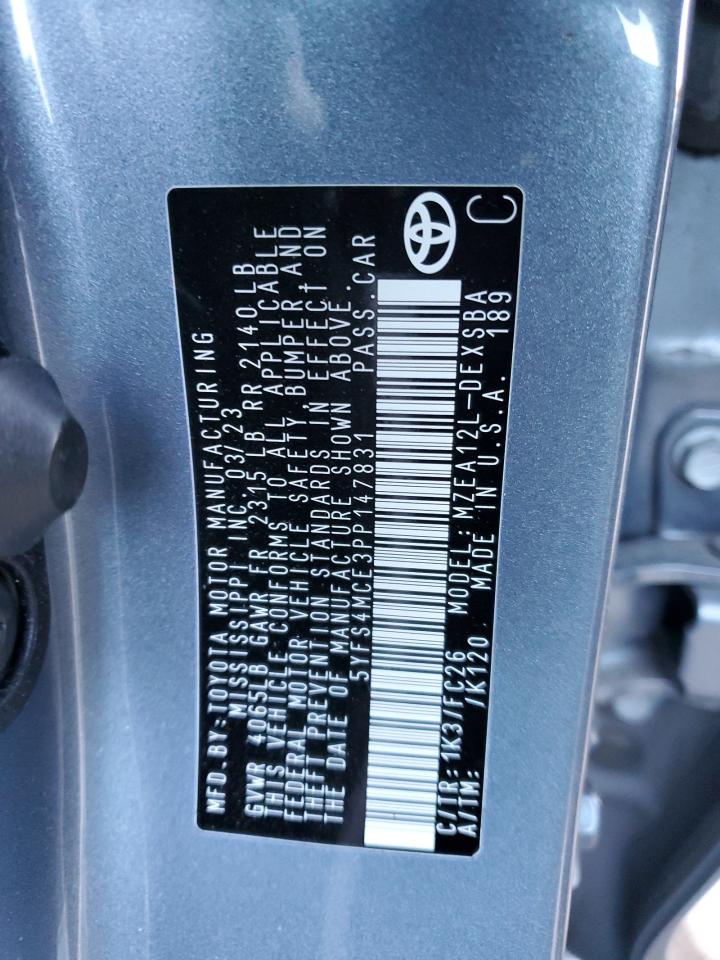 MFD.BY:TOYOTA MOTOR MANUFACTURING
MISSISSIPPI INC 03/23
GVWR 4065LB GAWR FR 2315 LB RR 2140 LB
THIS VEHICLE CONFORMS TO ALL APPLICABLE
FEDERAL MOTOR VEHICLE SAFETY, BUMPER, AND
THEFT PREVENTION STANDARDS IN EFFECT ON
THE DATE OF MANUFACTURE SHOWN ABOVE.
5YFS4MCE3PP147831 PASS.CAR
C/TR: 1K3/FC26 MODEL: MZEA12L-DEXSBA
A/TM: /K120 MADE IN U.S.A. 189
C